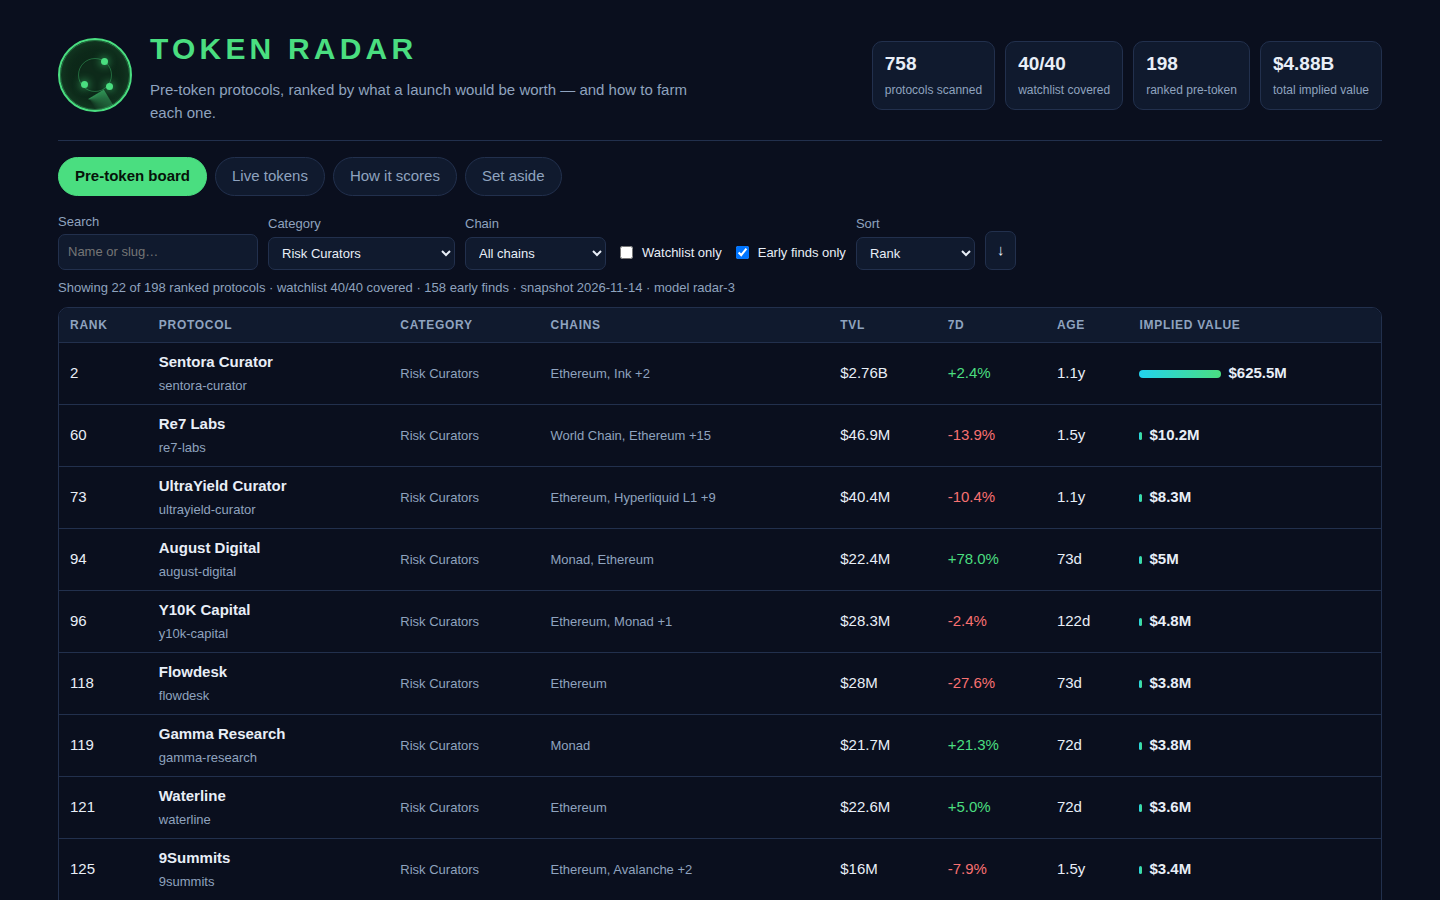 TOKEN RADAR
Pre-token protocols, ranked by what a launch would be worth — and how to farm
each one.
758
protocols scanned
40/40
watchlist covered
198
ranked pre-token
$4.88B
total implied value
Pre-token board
Live tokens
How it scores
Set aside
Search
Category
Chain
Sort
Name or slug…
Risk Curators
All chains
Watchlist only
Early finds only
Rank
↓
Showing 22 of 198 ranked protocols · watchlist 40/40 covered · 158 early finds · snapshot 2026-11-14 · model radar-3
RANK PROTOCOL CATEGORY CHAINS TVL 7D AGE IMPLIED VALUE
2 Sentora Curator Risk Curators Ethereum, Ink +2 $2.76B +2.4% 1.1y $625.5M
sentora-curator
60 Re7 Labs Risk Curators World Chain, Ethereum +15 $46.9M -13.9% 1.5y $10.2M
re7-labs
73 UltraYield Curator Risk Curators Ethereum, Hyperliquid L1 +9 $40.4M -10.4% 1.1y $8.3M
ultrayield-curator
94 August Digital Risk Curators Monad, Ethereum $22.4M +78.0% 73d $5M
august-digital
96 Y10K Capital Risk Curators Ethereum, Monad +1 $28.3M -2.4% 122d $4.8M
y10k-capital
118 Flowdesk Risk Curators Ethereum $28M -27.6% 73d $3.8M
flowdesk
119 Gamma Research Risk Curators Monad $21.7M +21.3% 72d $3.8M
gamma-research
121 Waterline Risk Curators Ethereum $22.6M +5.0% 72d $3.6M
waterline
125 9Summits Risk Curators Ethereum, Avalanche +2 $16M -7.9% 1.5y $3.4M
9summits